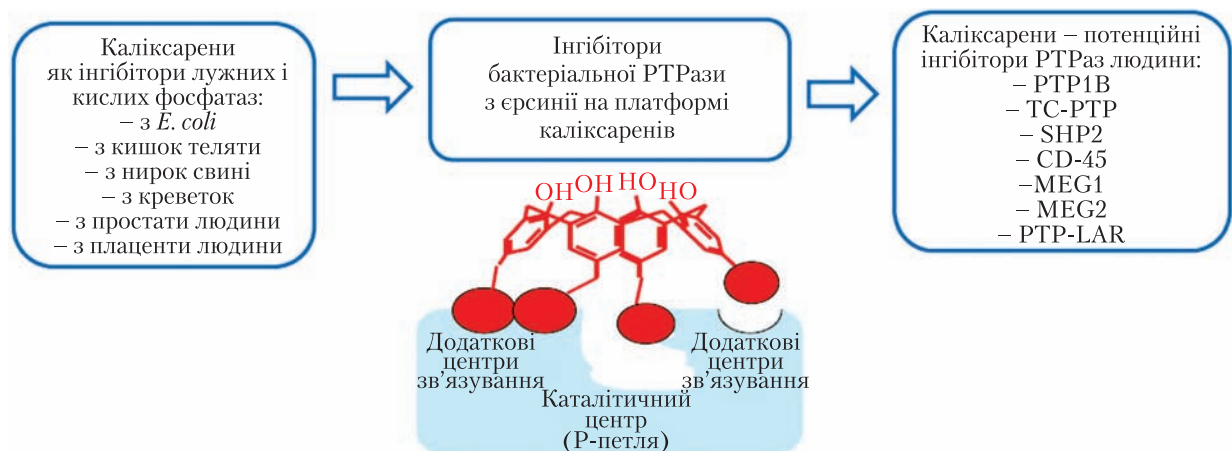 Каліксарени
як інгібітори лужних і
кислих фосфатаз:
– з E. coli
– з кишок теляти
– з нирок свині
– з креветок
– з простати людини
– з плаценти людини
Інгібітори
бактеріальної РТРази
з єрсинії на платформі
каліксаренів
Каліксарени – потенційні
інгібітори РТРаз людини:
– PTP1B
– TC-PTP
– SHP2
– CD-45
–MEG1
– MEG2
– PTP-LAR
OH OH HO HO
Додаткові
центри
зв’язування
Додаткові
центри
зв’язування
Каталітичний
центр
(Р-петля)